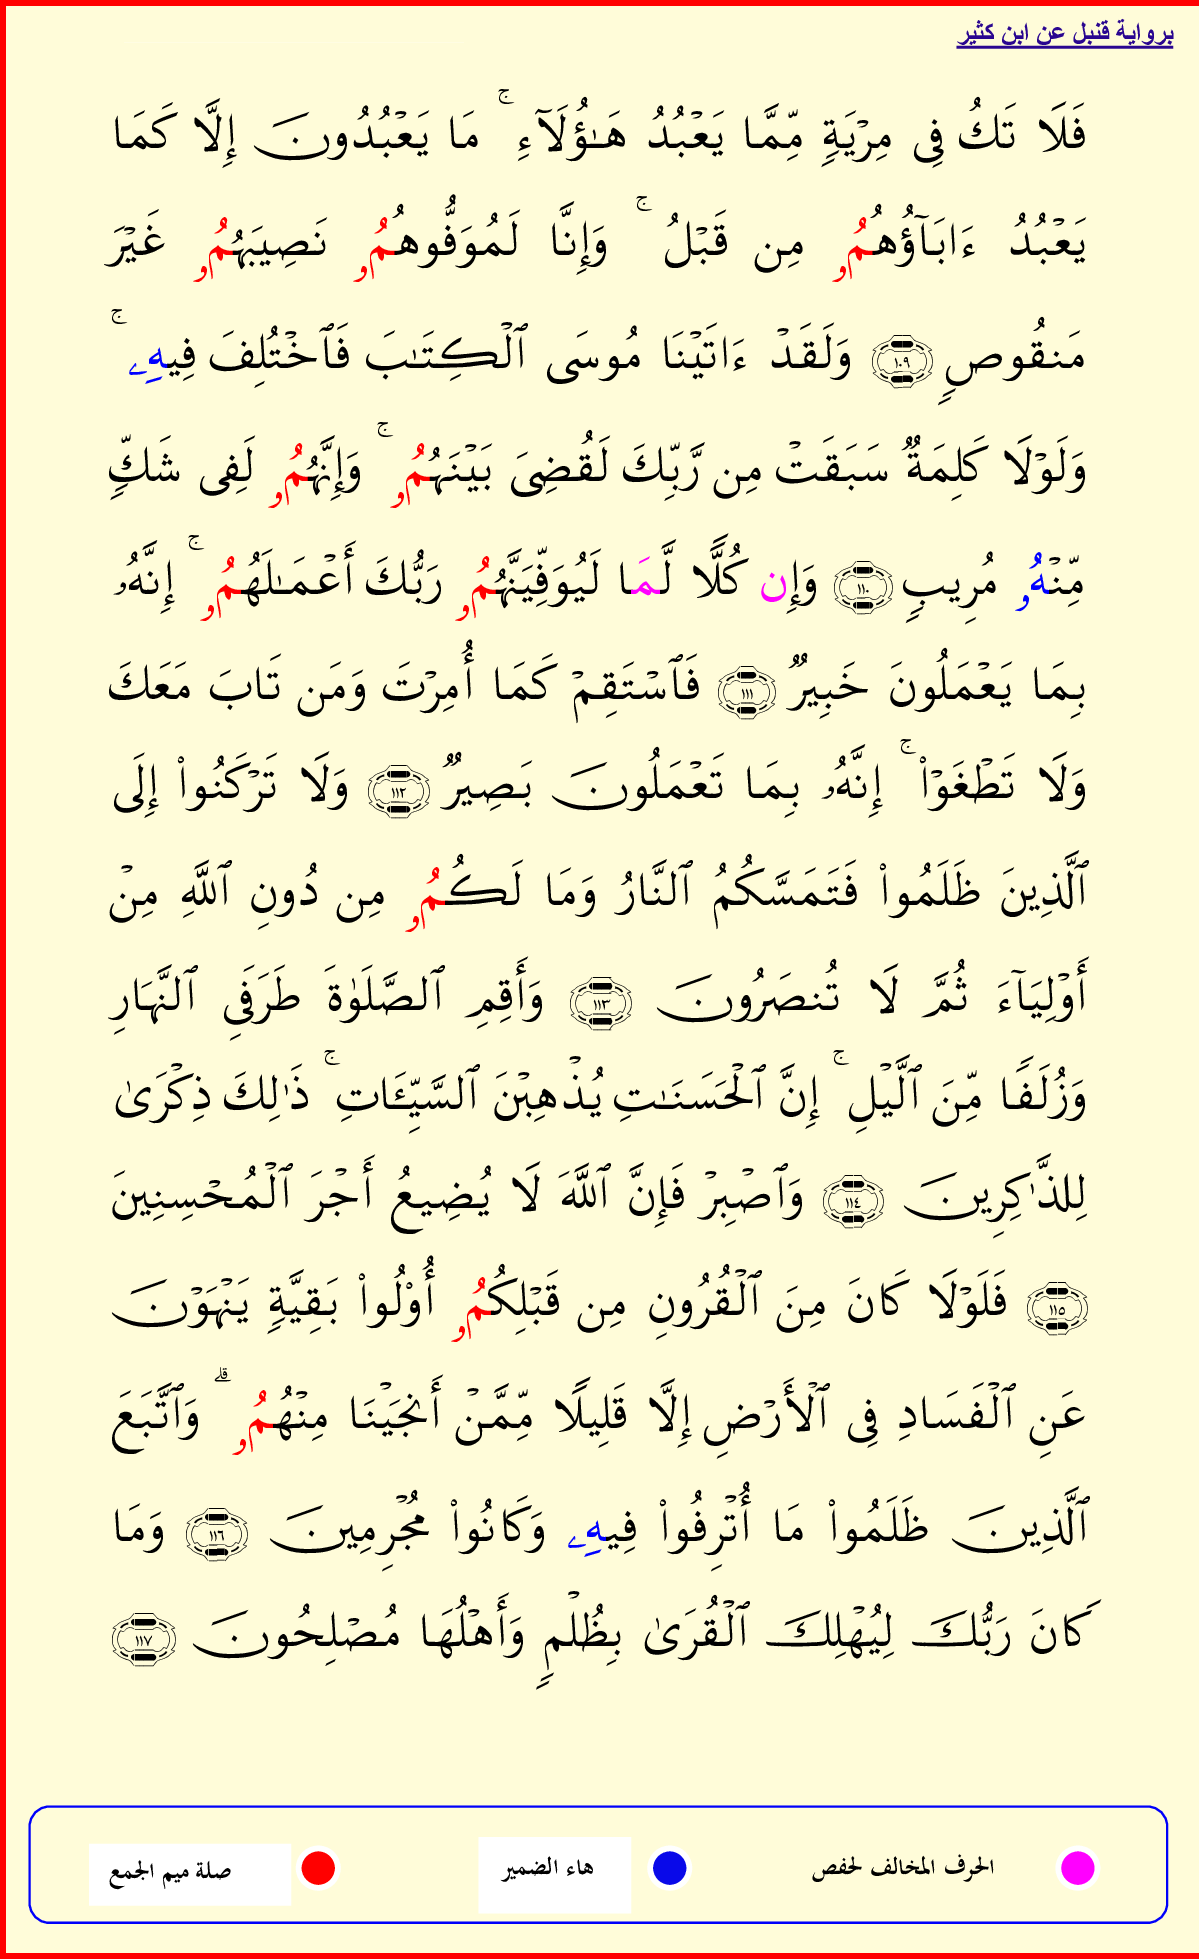 برواية قنبل عن ابن كثير
فَلَا تَكُ فِى مِرْيَةٍ مِّمَّا يَعْبُدُ هَـٰٓؤُلَآءِ ۚ مَا يَعْبُدُونَ إِلَّا كَمَا
يَعْبُدُ ءَابَآؤُهُمُۥ مِن قَبْلُ ۚ وَإِنَّا لَمُوَفُّوهُمُۥ نَصِيبَهُمُۥ غَيْرَ
مَنقُوصٍ ١٠٩ وَلَقَدْ ءَاتَيْنَا مُوسَى ٱلْكِتَـٰبَ فَٱخْتُلِفَ فِيهِۦ ۚ
وَلَوْلَا كَلِمَةٌ سَبَقَتْ مِن رَّبِّكَ لَقُضِىَ بَيْنَهُمُۥ ۚ وَإِنَّهُمُۥ لَفِى شَكٍّ
مِّنْهُۥ مُرِيبٍ ١١٠ وَإِن كُلًّا لَّمَا لَيُوَفِّيَنَّهُمُۥ رَبُّكَ أَعْمَـٰلَهُمُۥ ۚ إِنَّهُۥ
بِمَا يَعْمَلُونَ خَبِيرٌ ١١١ فَٱسْتَقِمْ كَمَا أُمِرْتَ وَمَن تَابَ مَعَكَ
وَلَا تَطْغَوْا۟ ۚ إِنَّهُۥ بِمَا تَعْمَلُونَ بَصِيرٌ ١١٢ وَلَا تَرْكَنُوا۟ إِلَى
ٱلَّذِينَ ظَلَمُوا۟ فَتَمَسَّكُمُ ٱلنَّارُ وَمَا لَكُمُۥ مِن دُونِ ٱللَّهِ مِنْ
أَوْلِيَآءَ ثُمَّ لَا تُنصَرُونَ ١١٣ وَأَقِمِ ٱلصَّلَوٰةَ طَرَفَىِ ٱلنَّهَارِ
وَزُلَفًا مِّنَ ٱلَّيْلِ ۚ إِنَّ ٱلْحَسَنَـٰتِ يُذْهِبْنَ ٱلسَّيِّـَٔاتِ ۚ ذَٰلِكَ ذِكْرَىٰ
لِلذَّٰكِرِينَ ١١٤ وَٱصْبِرْ فَإِنَّ ٱللَّهَ لَا يُضِيعُ أَجْرَ ٱلْمُحْسِنِينَ
١١٥ فَلَوْلَا كَانَ مِنَ ٱلْقُرُونِ مِن قَبْلِكُمُۥ أُو۟لُوا۟ بَقِيَّةٍ يَنْهَوْنَ
عَنِ ٱلْفَسَادِ فِى ٱلْأَرْضِ إِلَّا قَلِيلًا مِّمَّنْ أَنجَيْنَا مِنْهُمُۥ ۗ وَٱتَّبَعَ
ٱلَّذِينَ ظَلَمُوا۟ مَا أُتْرِفُوا۟ فِيهِۦ وَكَانُوا۟ مُجْرِمِينَ ١١٦ وَمَا
كَانَ رَبُّكَ لِيُهْلِكَ ٱلْقُرَىٰ بِظُلْمٍ وَأَهْلُهَا مُصْلِحُونَ ١١٧
الحرف المخالف لحفص هاء الضمير صلة ميم الجمع